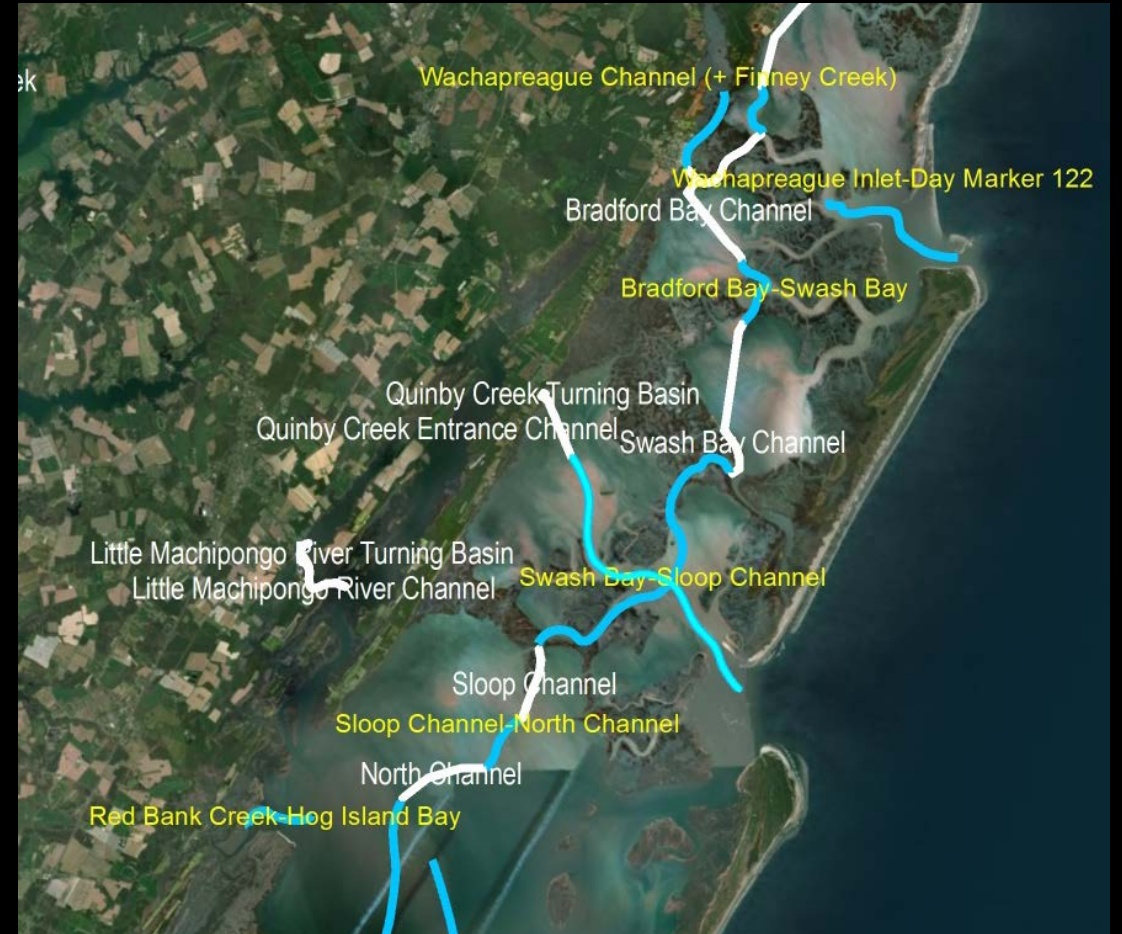 Wachapreague Channel (+ Finney Creek)
ek
Wachapreague Inlet-Day Marker 122
Bradford Bay Channel
Bradford Bay-Swash Bay
Quinby Creek Turning Basin
Quinby Creek Entrance Channel
Swash Bay Channel
Little Machipongo River Turning Basin
Swash Bay-Sloop Channel
Little Machipongo River Channel
Sloop Channel
Sloop Channel-North Channel
North Channel
Red Bank Creek-Hog Island Bay